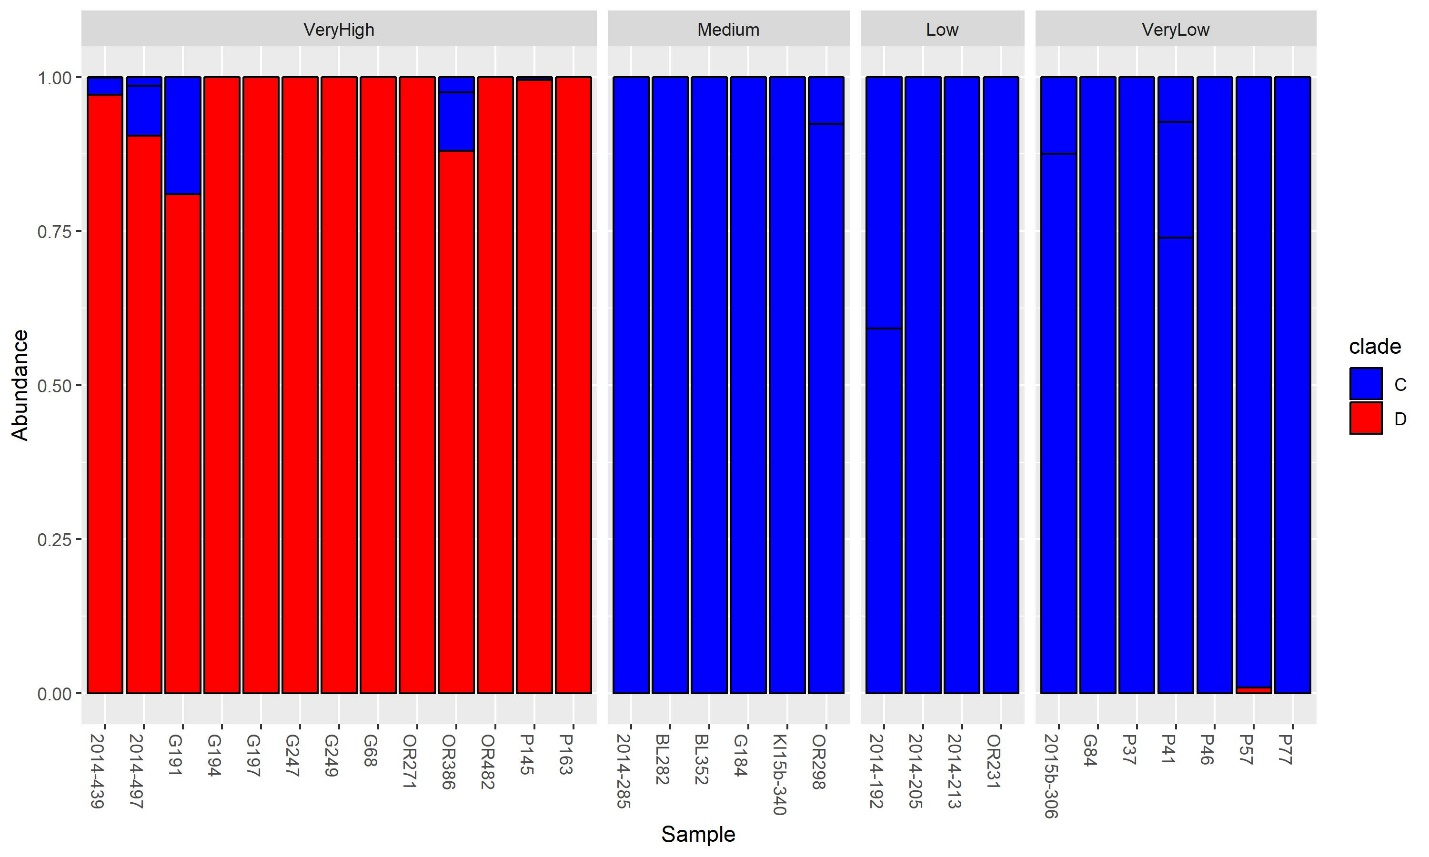 VeryHigh
Medium
Low
VeryLow
Abundance
1.00
0.75
0.50
0.25
0.00
2014-439
2014-497
G191
G194
G197
G247
G249
G68
OR271
OR386
OR482
P145
P163
2014-285
BL282
BL352
G184
KI15b-340
OR298
2014-192
2014-205
2014-213
OR231
2015b-306
G84
P37
P41
P46
P57
P77
Sample
clade
C
D